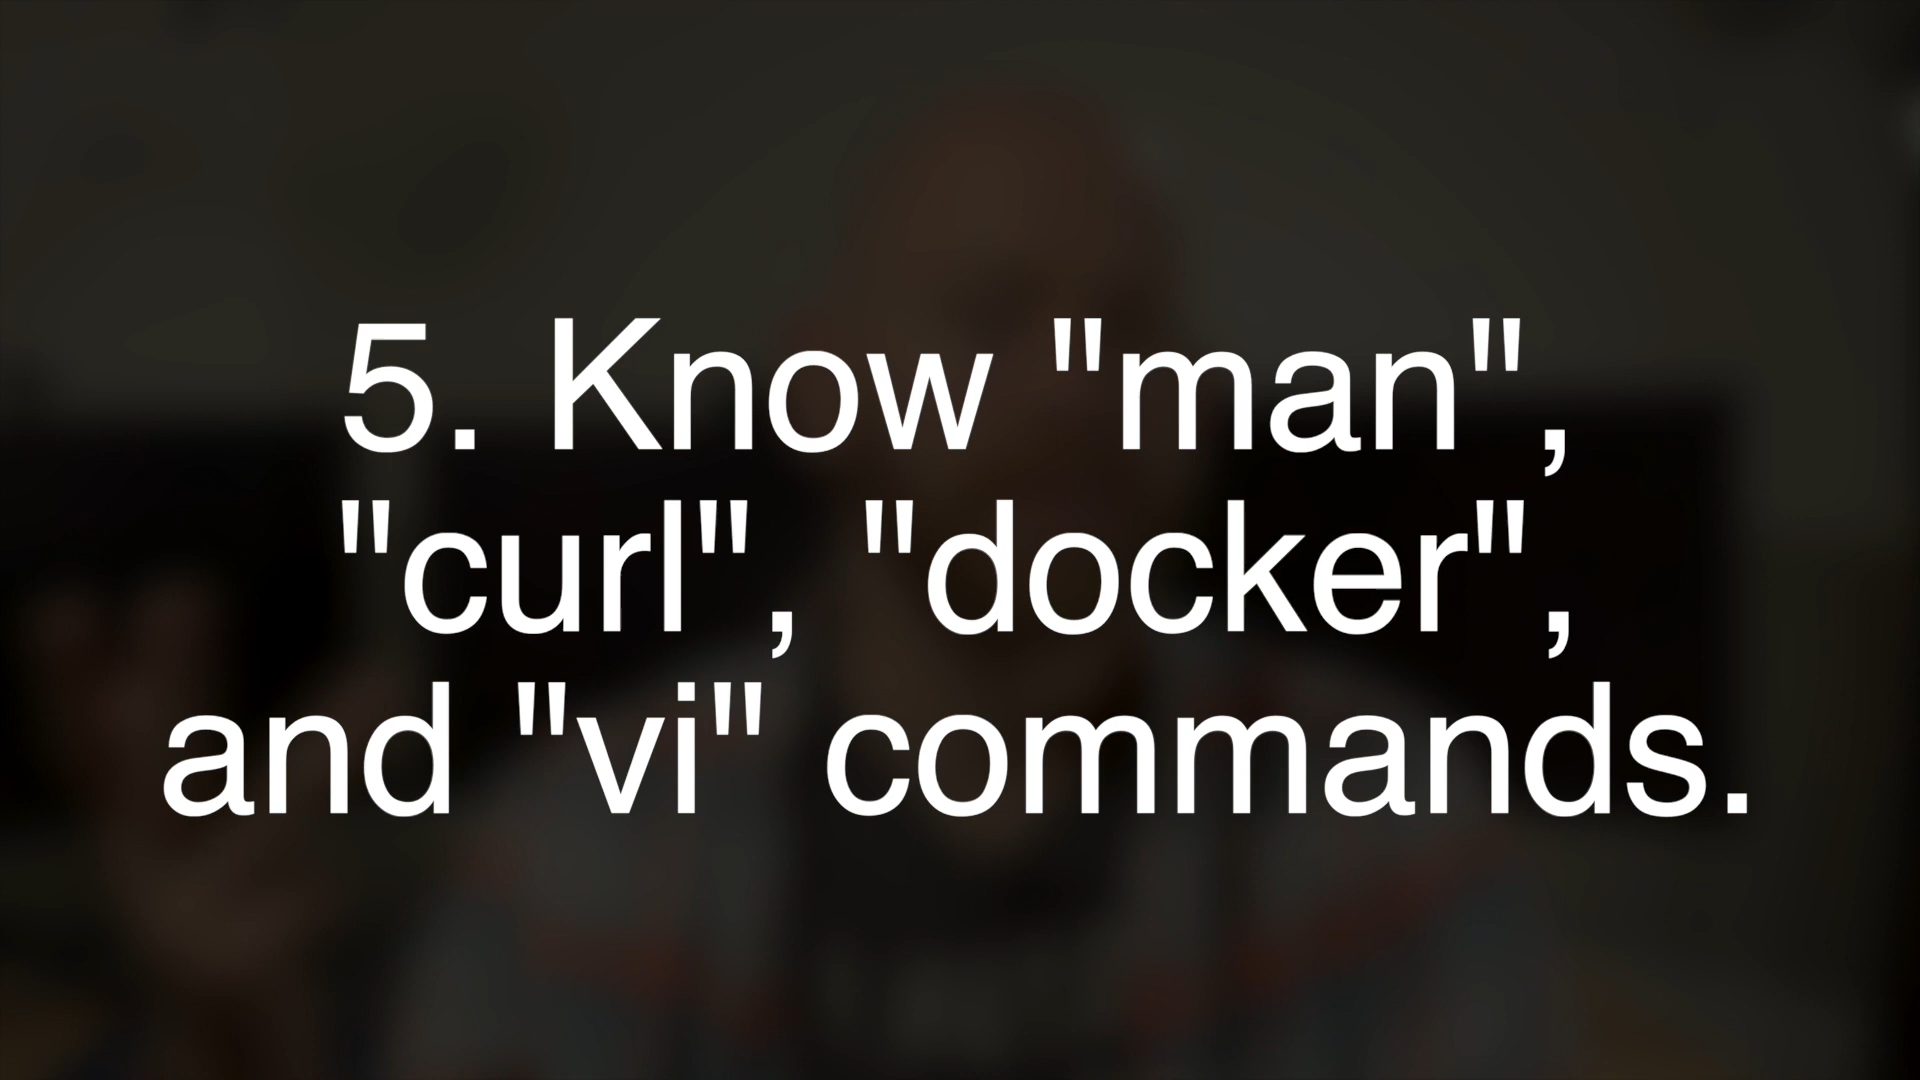 5. Know "man",
"curl", "docker",
and "vi" commands.